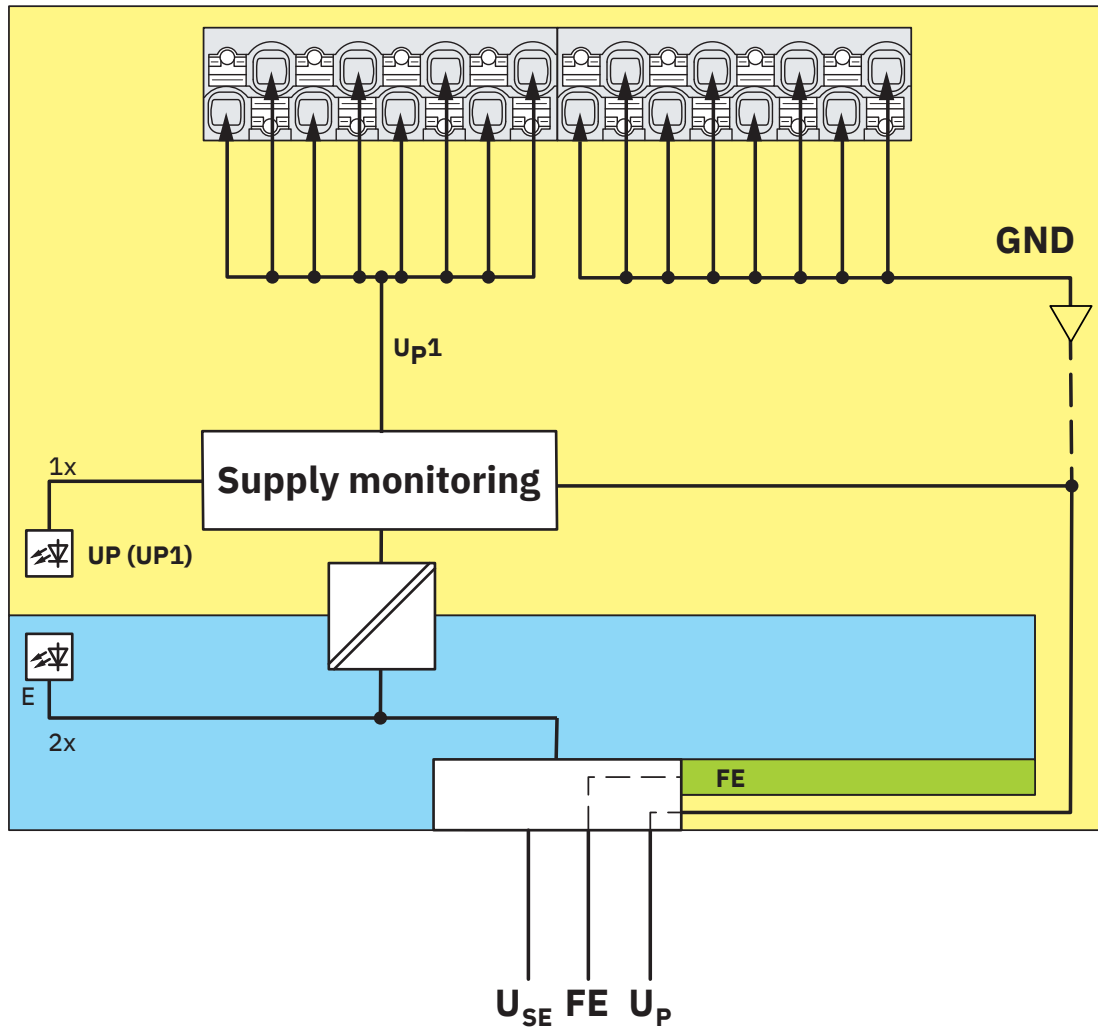 GND
UP1
1x
Supply monitoring
UP (UP1)
E
2x
FE
USE FE UP